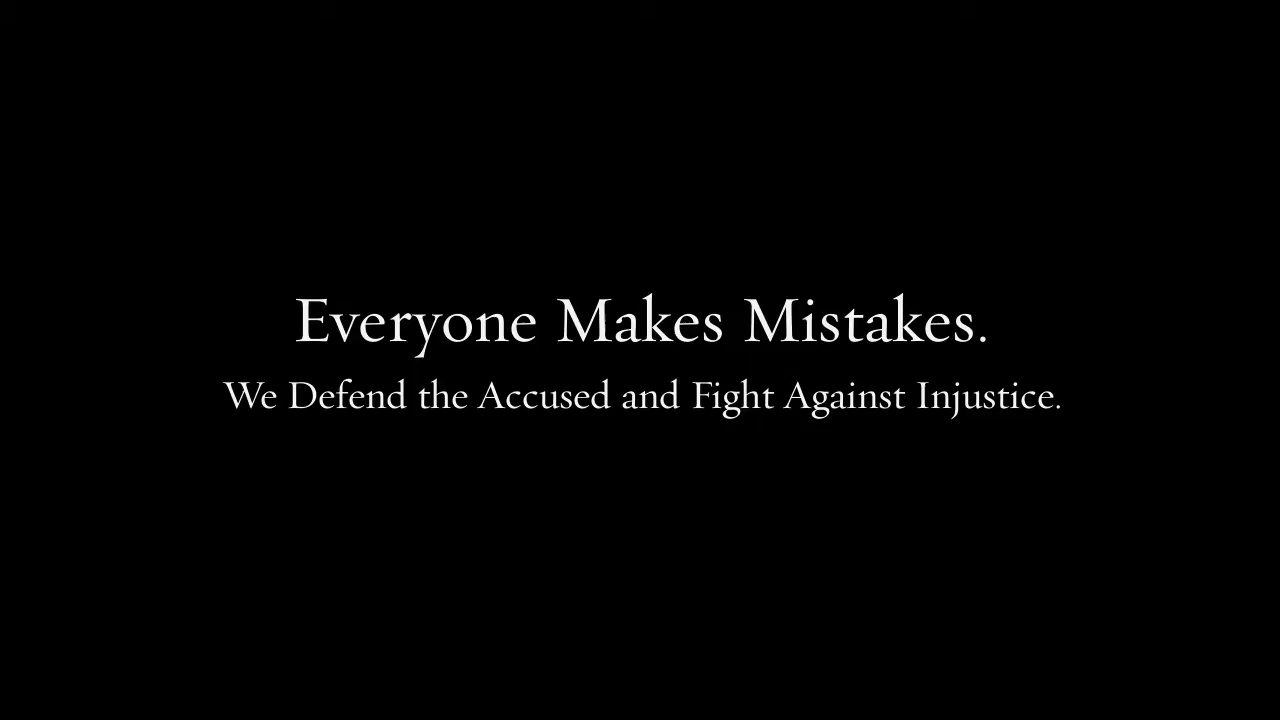 Everyone Makes Mistakes.
We Defend the Accused and Fight Against Injustice.